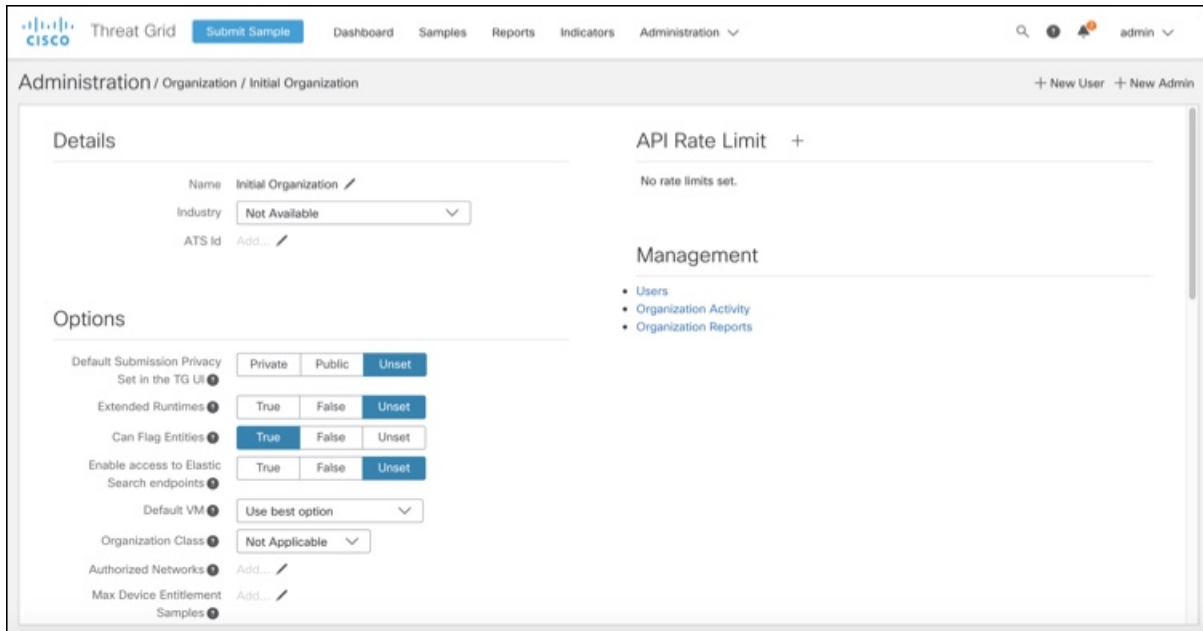 CISCO Threat Grid Submit Sample Dashboard Samples Reports Indicators Administration admin
Administration / Organization / Initial Organization + New User + New Admin
Details
Name Initial Organization
Industry Not Available
ATS Id Add...
Options
Default Submission Privacy
Set in the TG UI ? Private Public Unset
Extended Runtimes ? True False Unset
Can Flag Entities ? True False Unset
Enable access to Elastic
Search endpoints ? True False Unset
Default VM ? Use best option
Organization Class ? Not Applicable
Authorized Networks ? Add...
Max Device Entitlement
Samples ? Add...
API Rate Limit +
No rate limits set.
Management
• Users
• Organization Activity
• Organization Reports